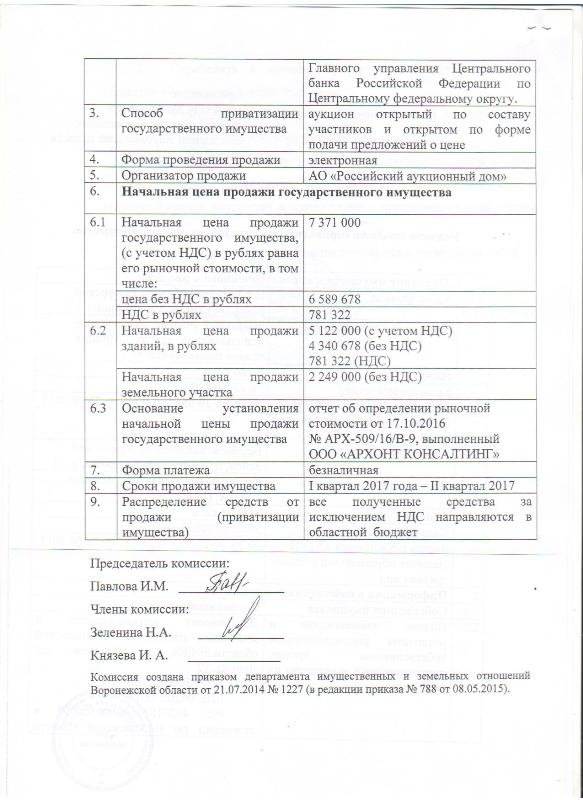 Главного управления Центрального
банка Российской Федерации по
Центральному федеральному округу.
3. Способ приватизации
государственного имущества
аукцион открытый по составу
участников и открытом по форме
подачи предложений о цене
4. Форма проведения продажи электронная
5. Организатор продажи АО «Российский аукционный дом»
6. Начальная цена продажи государственного имущества
6.1 Начальная цена продажи
государственного имущества,
(с учетом НДС) в рублях равна
его рыночной стоимости, в том
числе:
7 371 000
цена без НДС в рублях 6 589 678
НДС в рублях 781 322
6.2 Начальная цена продажи
зданий, в рублях
5 122 000 (с учетом НДС)
4 340 678 (без НДС)
781 322 (НДС)
Начальная цена продажи
земельного участка
2 249 000 (без НДС)
6.3 Основание установления
начальной цены продажи
государственного имущества
отчет об определении рыночной
стоимости от 17.10.2016
№ АРХ-509/16/В-9, выполненный
ООО «АРХОНТ КОНСАЛТИНГ»
7. Форма платежа безналичная
8. Сроки продажи имущества I квартал 2017 года – II квартал 2017
9. Распределение средств от
продажи (приватизации
имущества)
все полученные средства за
исключением НДС направляются в
областной бюджет
Председатель комиссии:
Павлова И.М.
Члены комиссии:
Зеленина Н.А.
Князева И. А.
Комиссия создана приказом департамента имущественных и земельных отношений
Воронежской области от 21.07.2014 № 1227 (в редакции приказа № 788 от 08.05.2015).